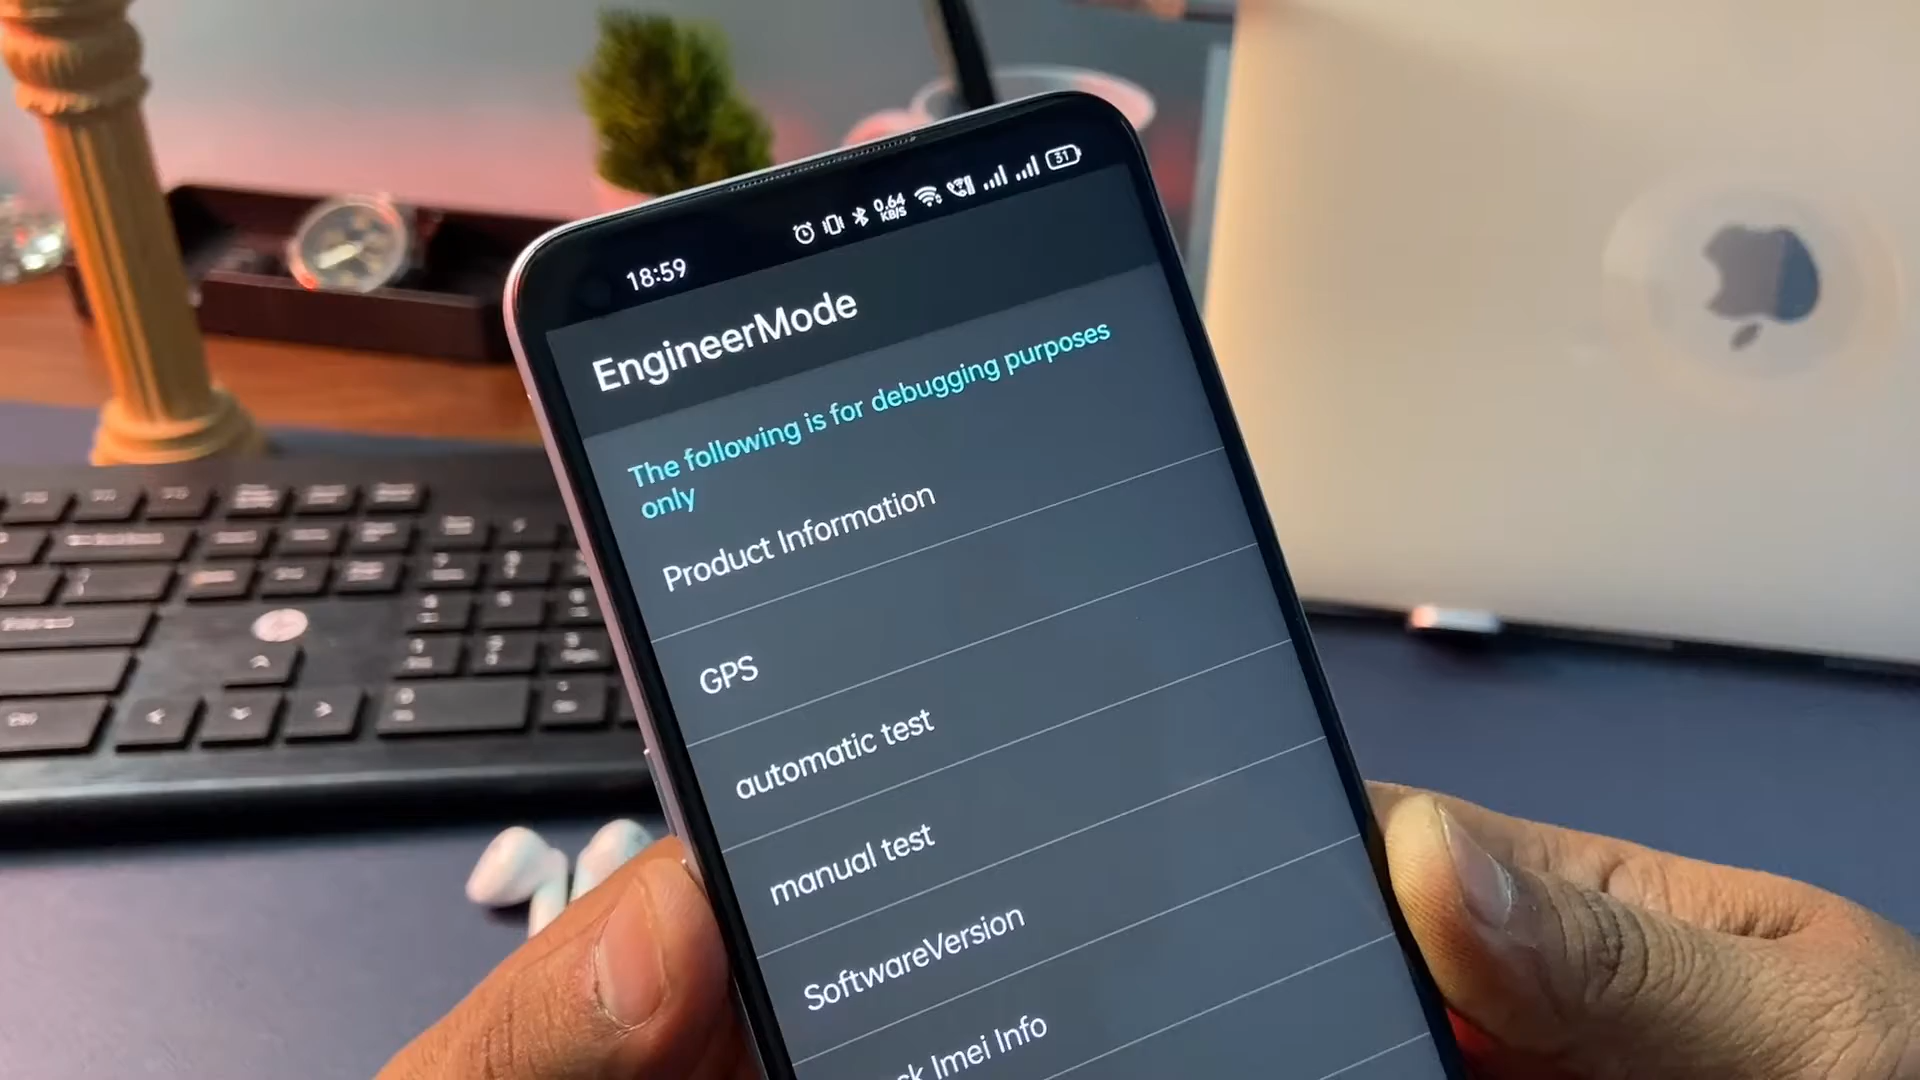 18:59
0.64
KB/S
31
EngineerMode
The following is for debugging purposes
only
Product Information
GPS
automatic test
manual test
SoftwareVersion
Imei Info